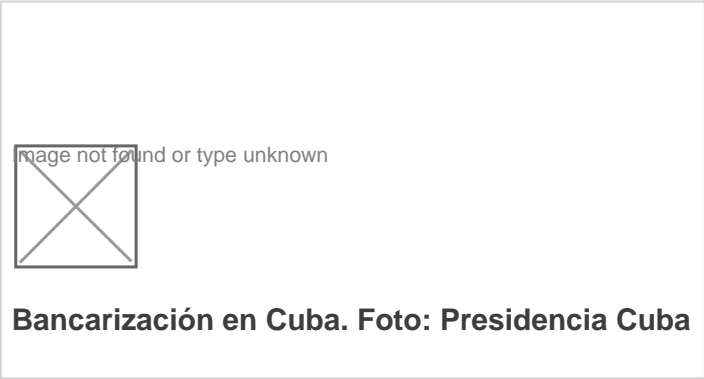 Image not found or type unknown
Bancarización en Cuba. Foto: Presidencia Cuba